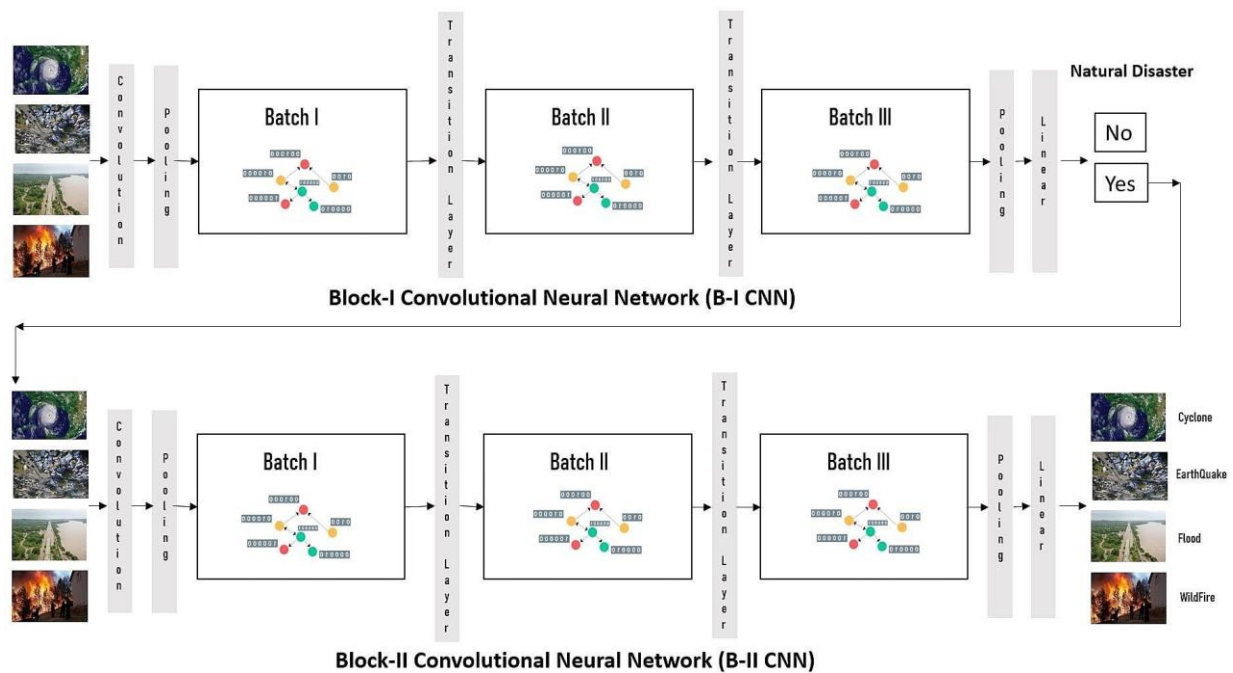 Convolution
Pooling
Batch I
Transition Layer
Batch II
Transition Layer
Batch III
Pooling
Linear
Natural Disaster
No
Yes
Block-I Convolutional Neural Network (B-I CNN)
Convolution
Pooling
Batch I
Transition Layer
Batch II
Transition Layer
Batch III
Pooling
Linear
Cyclone
EarthQuake
Flood
WildFire
Block-II Convolutional Neural Network (B-II CNN)